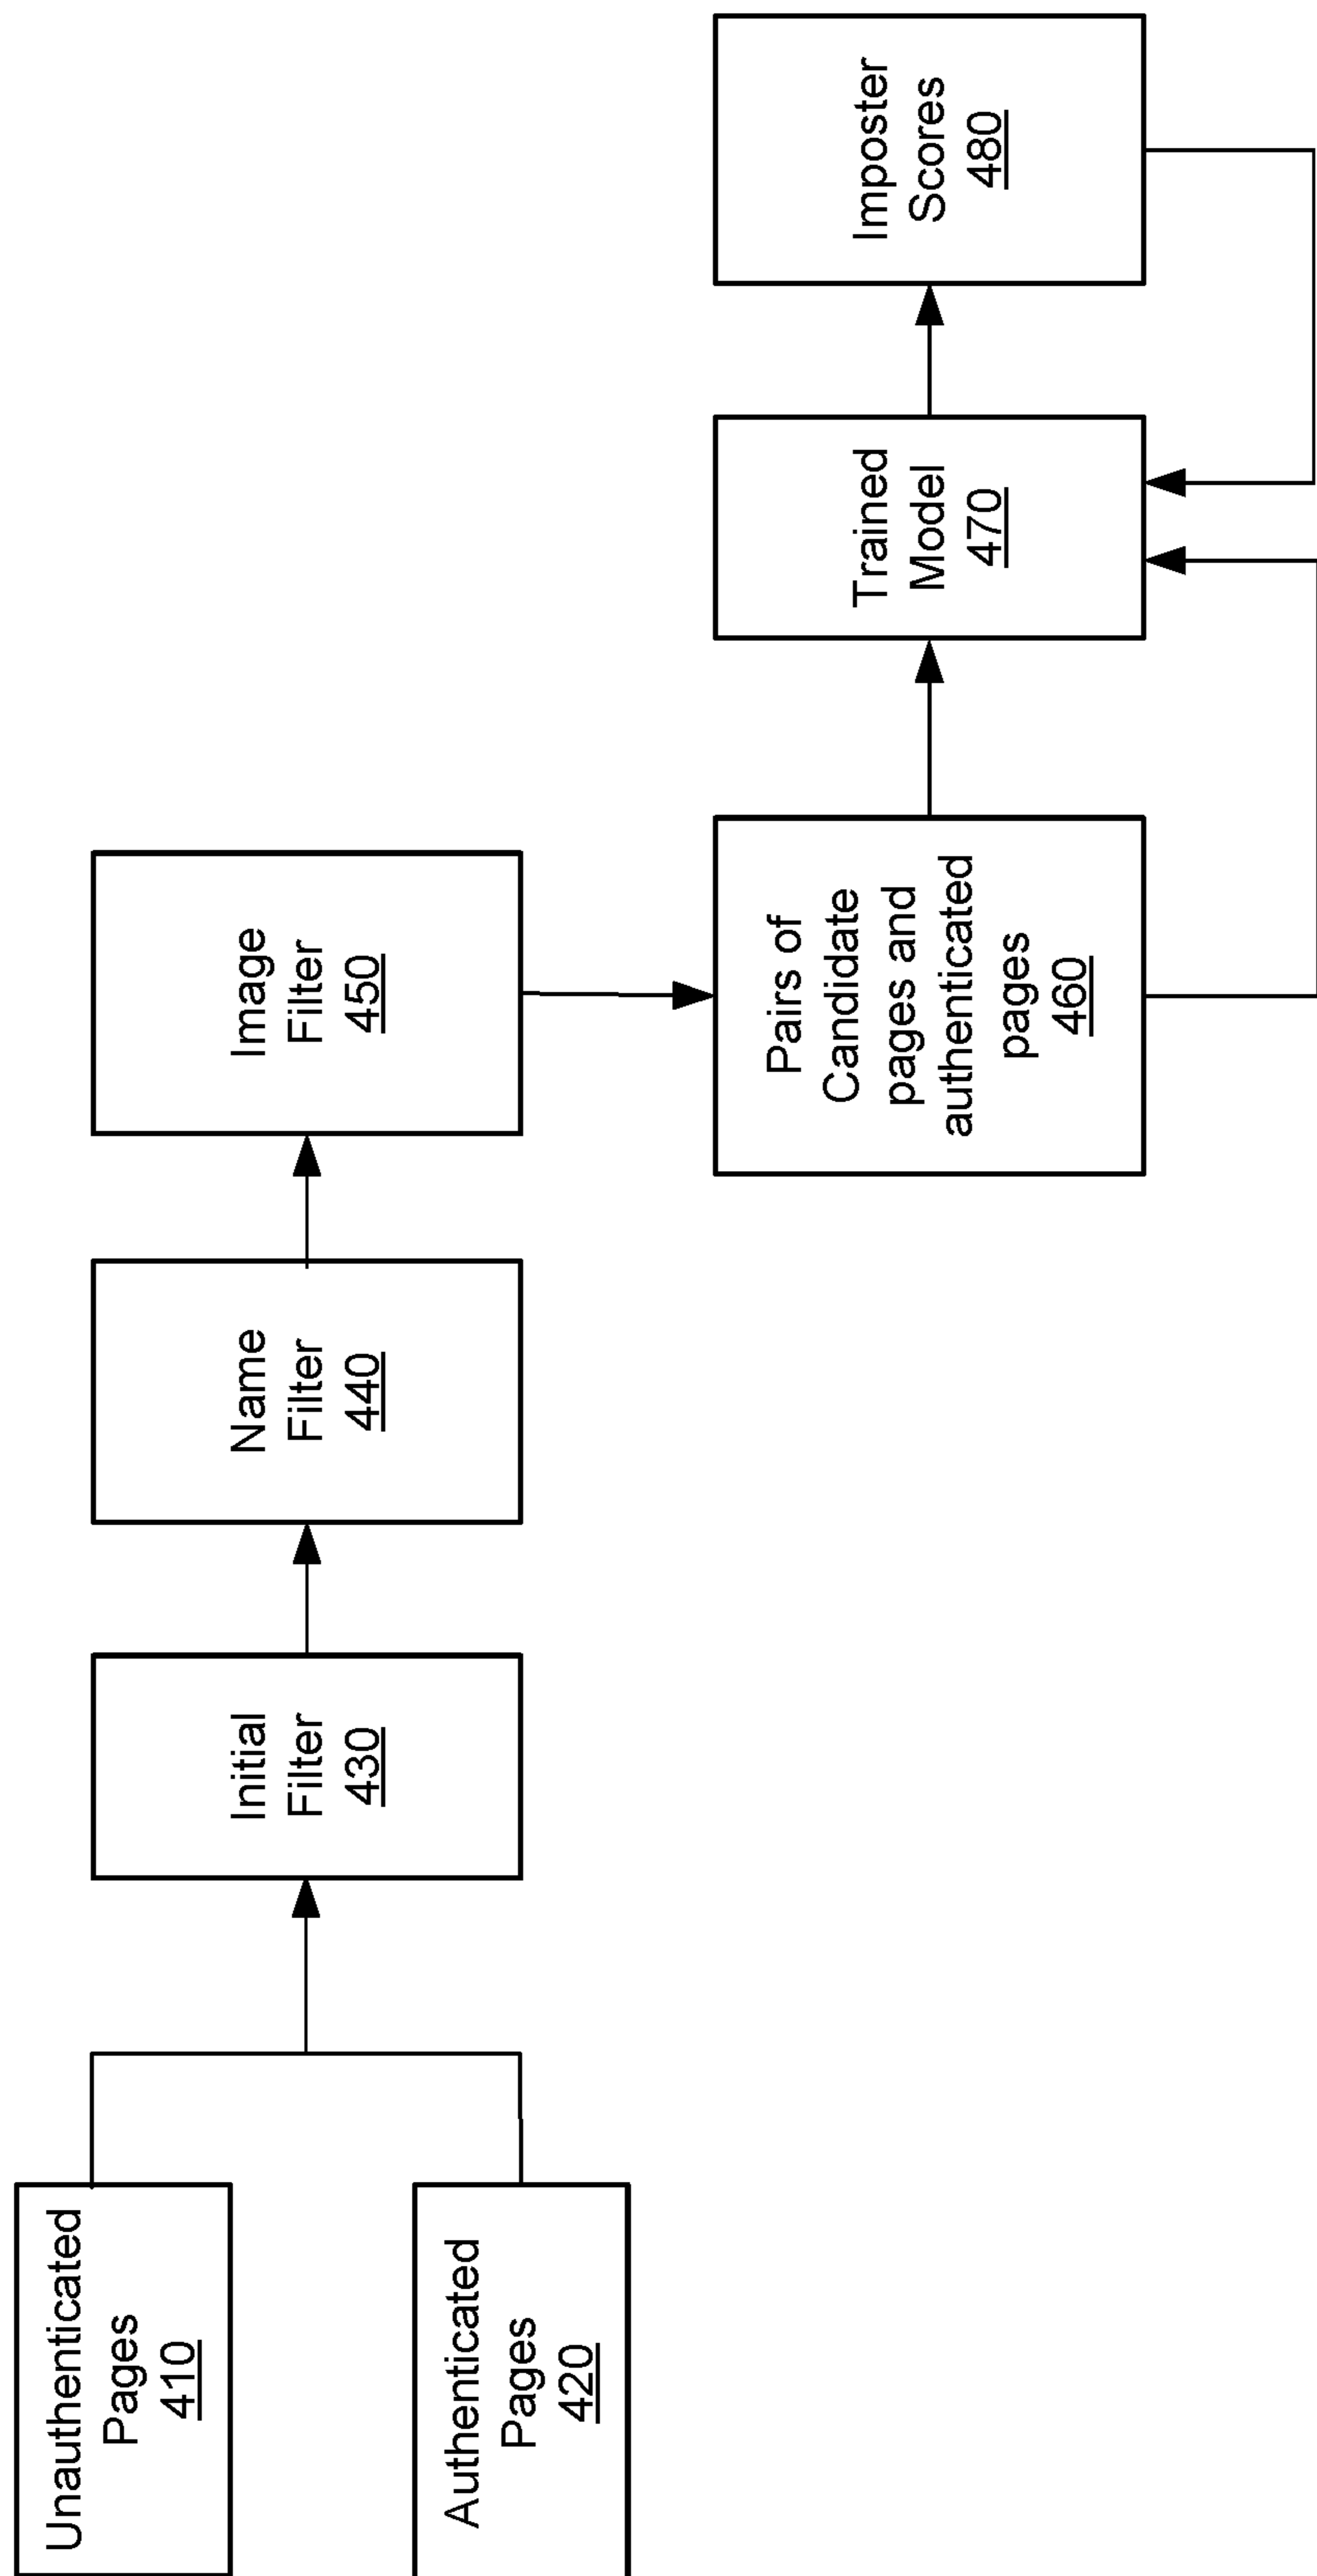 Unauthenticated
Pages
410
Authenticated
Pages
420
Initial
Filter
430
Name
Filter
440
Image
Filter
450
Pairs of
Candidate
pages and
authenticated
pages
460
Trained
Model
470
Imposter
Scores
480